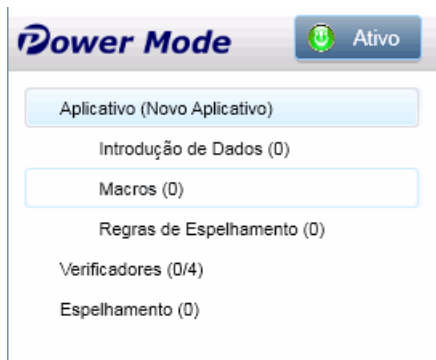 Power Mode
Ativo
Aplicativo (Novo Aplicativo)
Introdução de Dados (0)
Macros (0)
Regras de Espelhamento (0)
Verificadores (0/4)
Espelhamento (0)